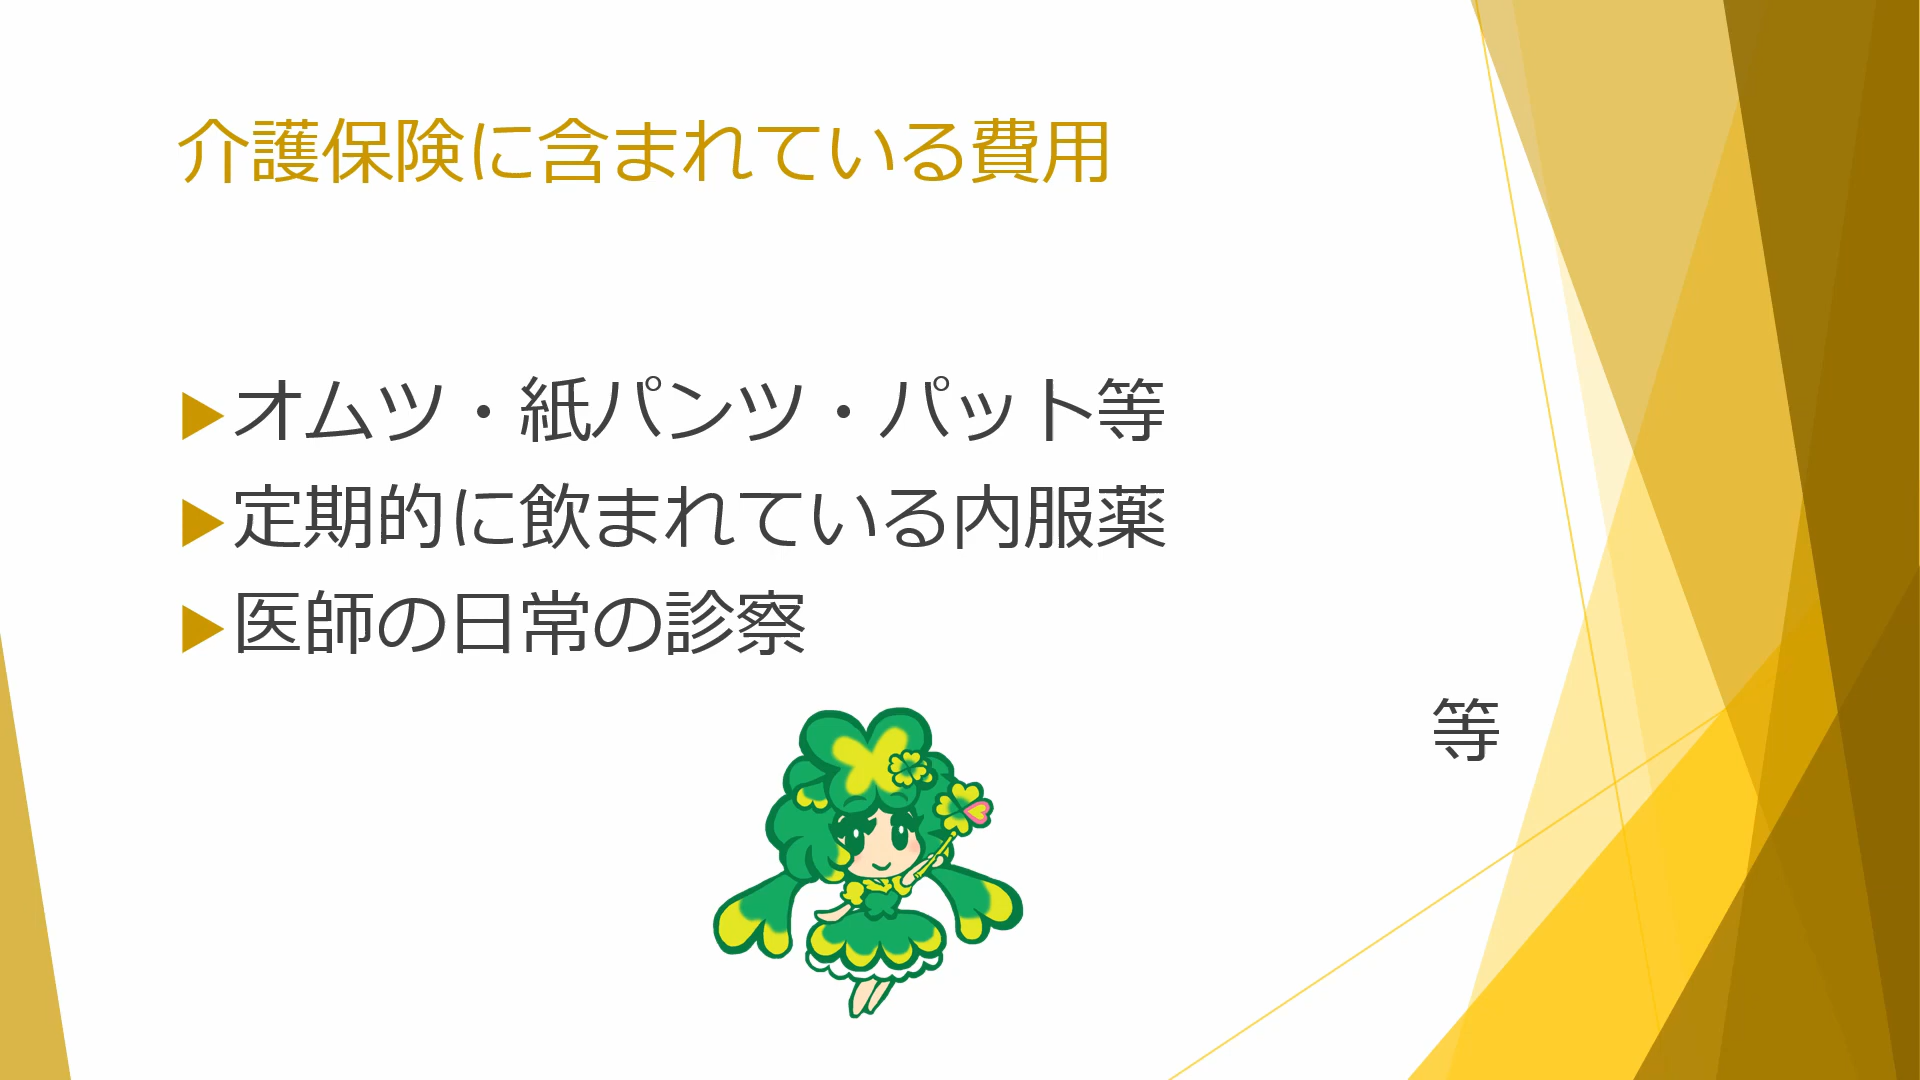 介護保険に含まれている費用
オムツ・紙パンツ・パット等
定期的に飲まれている内服薬
医師の日常の診察
等